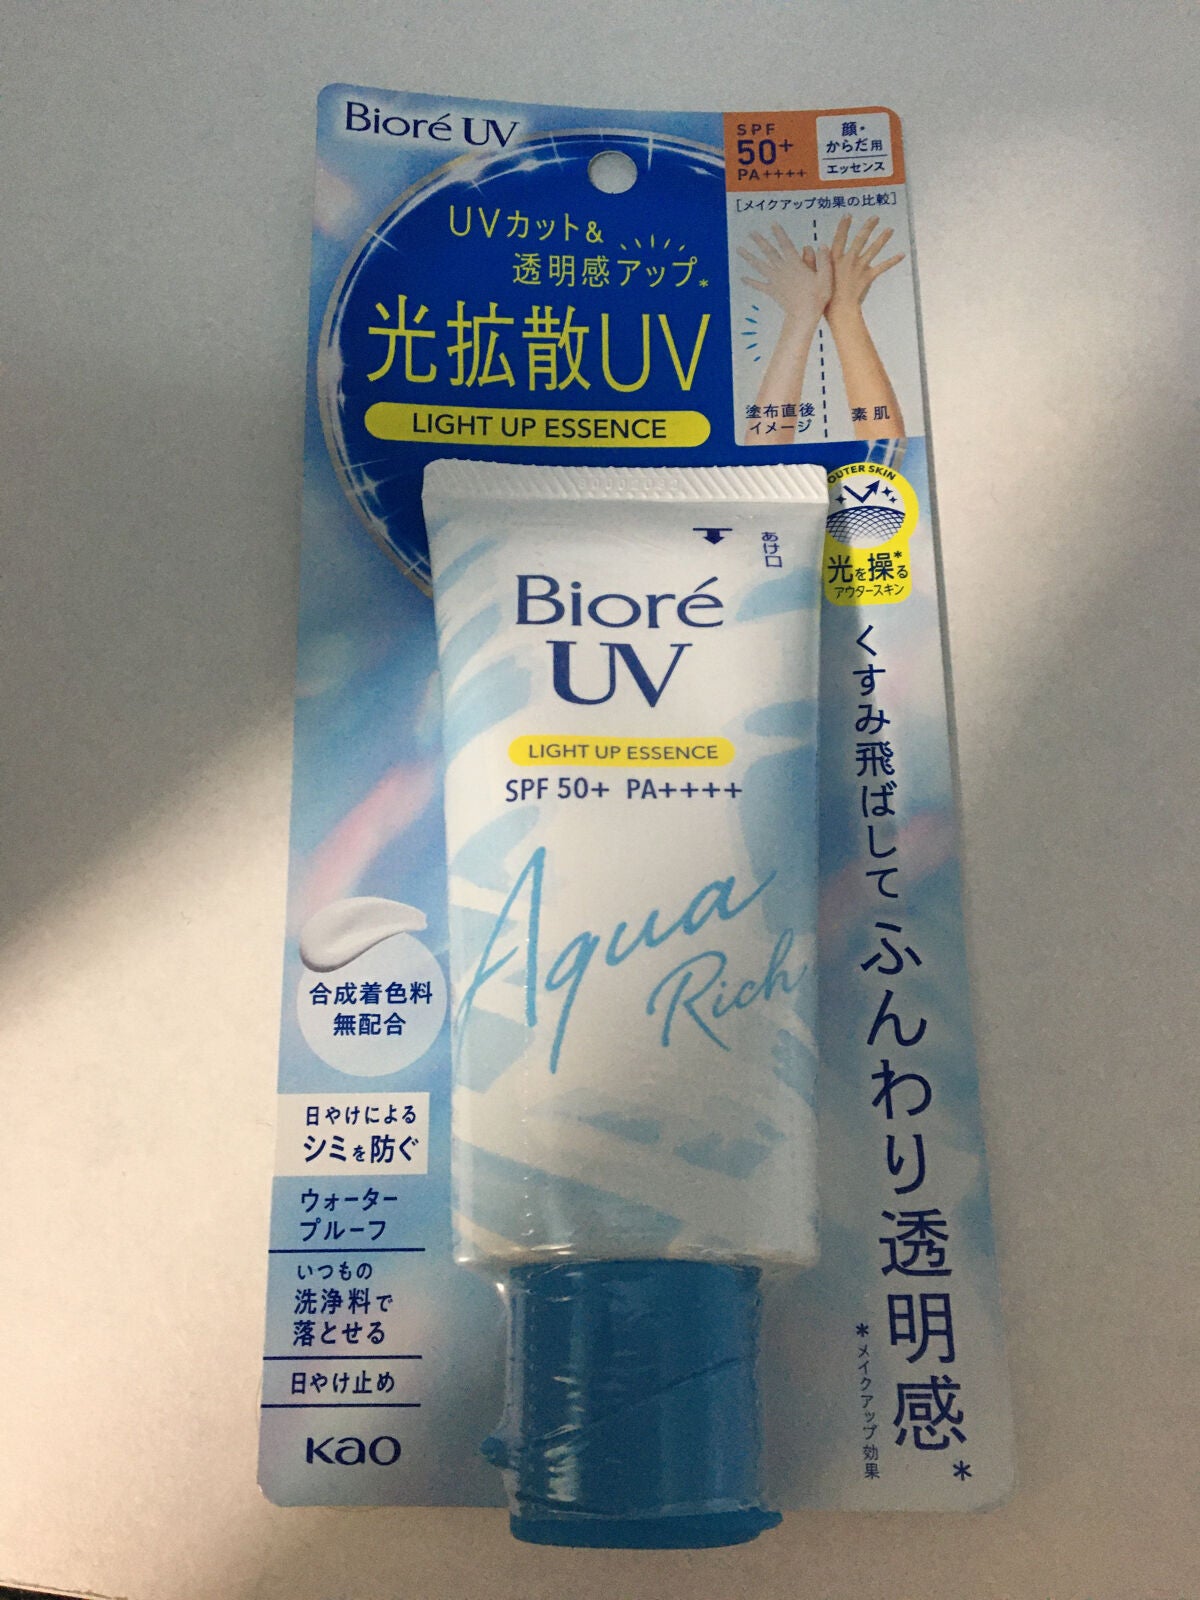 Bioré UV
UVカット&
透明感アップ*
光拡散UV
LIGHT UP ESSENCE
SPF
50+
PA++++
顔・
からだ用
エッセンス
[メイクアップ効果の比較]
塗布直後
イメージ
素肌
OUTER SKIN
光を操る*
アウタースキン
あけ口
Bioré
UV
LIGHT UP ESSENCE
SPF 50+ PA++++
Aqua
Rich
くすみ飛ばしてふんわり透明感*
*メイクアップ効果
合成着色料
無配合
日やけによる
シミを防ぐ
ウォーター
プルーフ
いつもの
洗浄料で
落とせる
日やけ止め
Kao